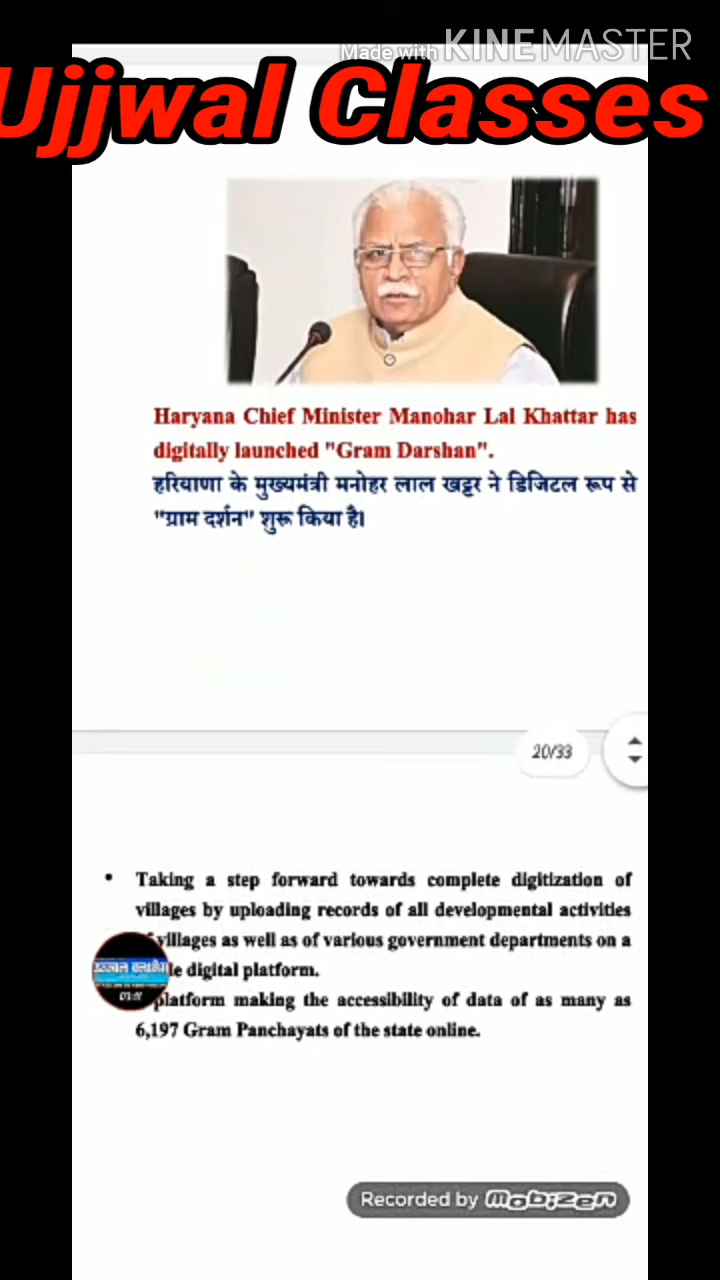 Made with KINEMASTER
Ujjwal Classes
Haryana Chief Minister Manohar Lal Khattar has
digitally launched "Gram Darshan".
हरियाणा के मुख्यमंत्री मनोहर लाल खट्टर ने डिजिटल रूप से
"ग्राम दर्शन" शुरू किया है।
20/33
• Taking a step forward towards complete digitization of
villages by uploading records of all developmental activities
villages as well as of various government departments on a
le digital platform.
platform making the accessibility of data of as many as
6,197 Gram Panchayats of the state online.
Recorded by Mobizen